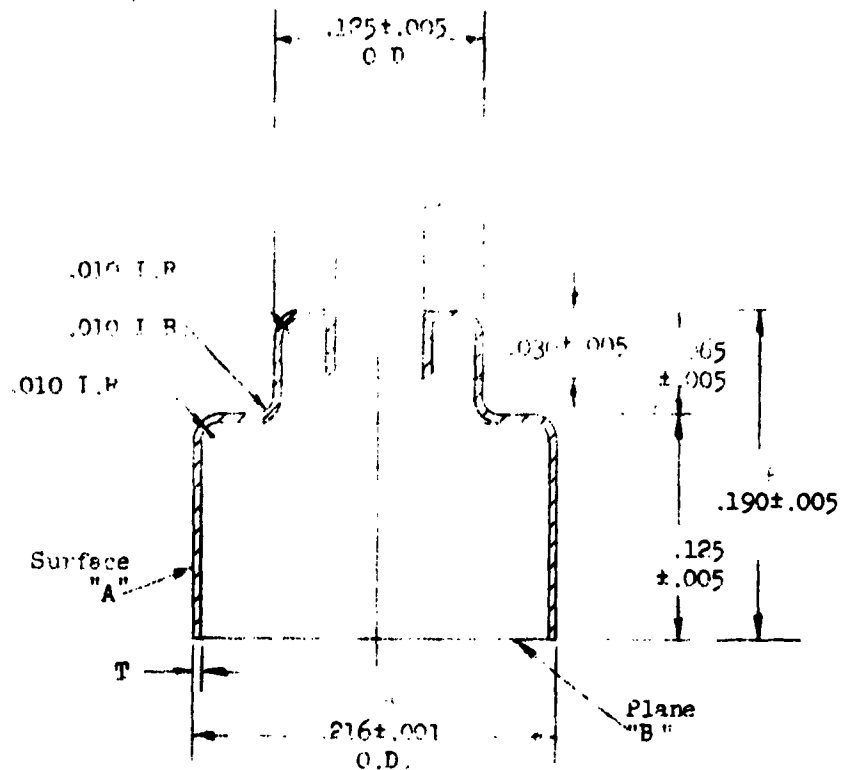 .125±.005
O.D
.010 I.R
.010 I.R
.010 I.R
.030±.005
.065
±.005
.190±.005
.125
±.005
Surface
"A"
T
.216±.001
O.D.
Plane
"B"